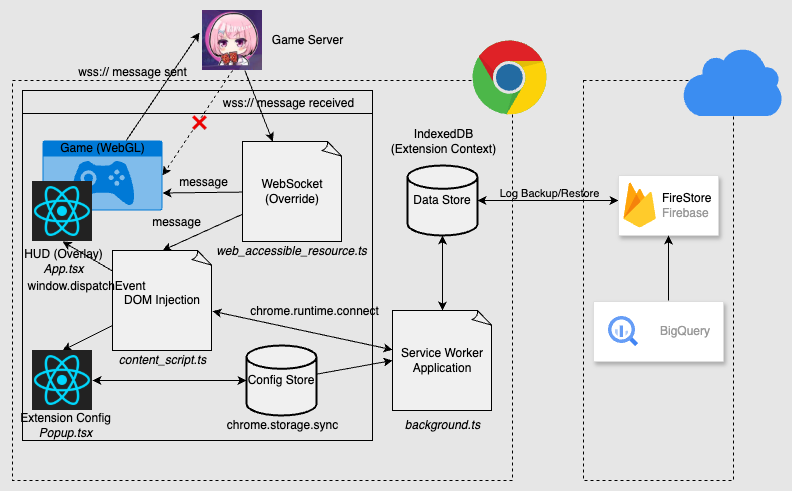 Game Server
wss:// message sent
wss:// message received
Game (WebGL)
message
WebSocket
(Override)
web_accessible_resource.ts
message
IndexedDB
(Extension Context)
Data Store
Log Backup/Restore
FireStore
Firebase
BigQuery
HUD (Overlay)
App.tsx
window.dispatchEvent
DOM Injection
content_script.ts
chrome.runtime.connect
Service Worker
Application
background.ts
Config Store
chrome.storage.sync
Extension Config
Popup.tsx